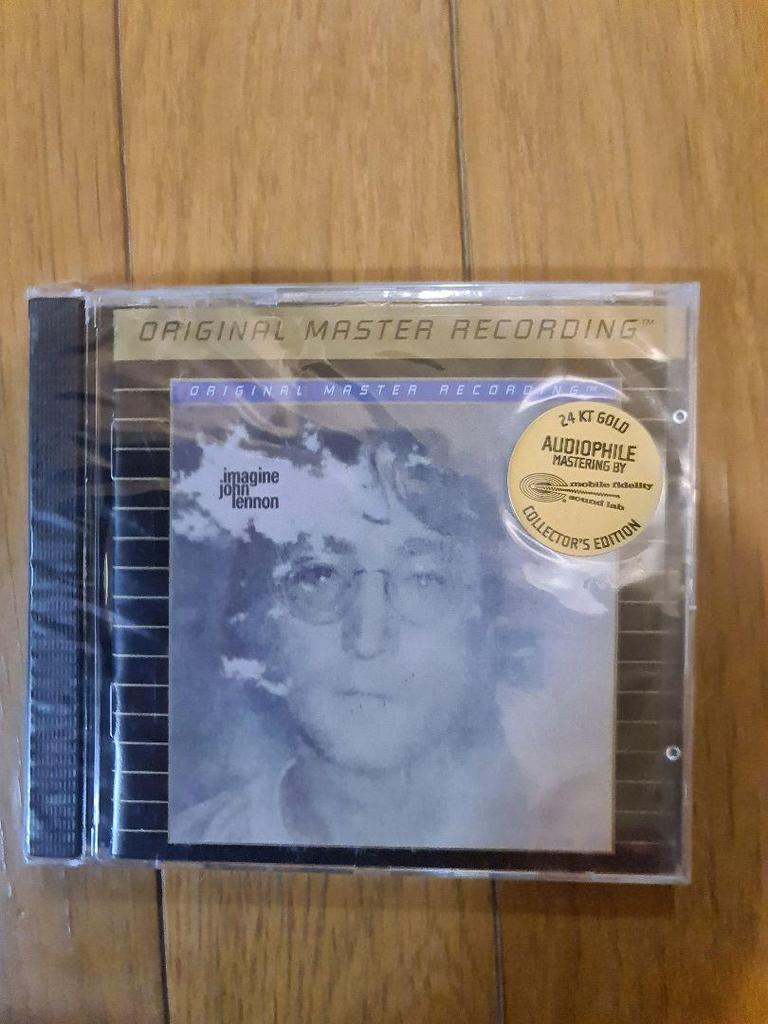 ORIGINAL MASTER RECORDING™
ORIGINAL MASTER RECORDING™
.imagine
john
lennon
24 KT GOLD
AUDIOPHILE
MASTERING BY
mobile fidelity
sound lab
COLLECTOR'S EDITION